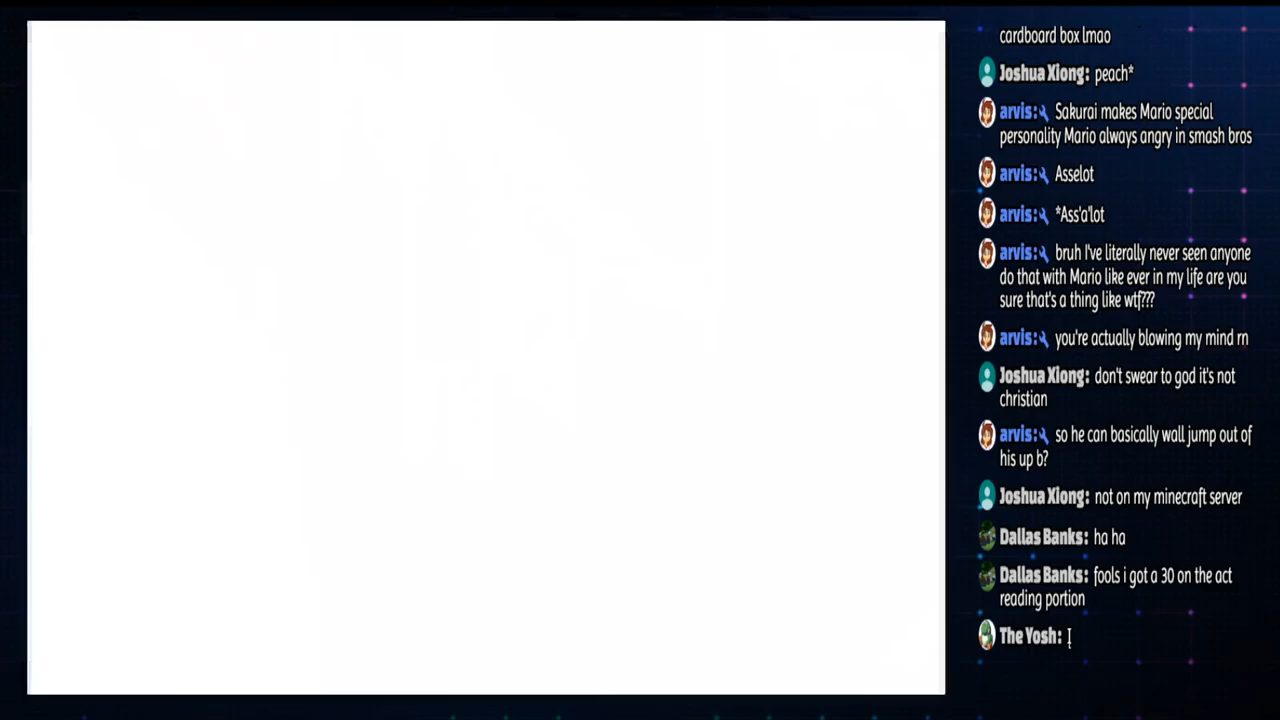 cardboard box lmao
Joshua Xiong: peach*
arvis: Sakurai makes Mario special
personality Mario always angry in smash bros
arvis: Asselot
arvis: *Ass'a'lot
arvis: bruh I've literally never seen anyone
do that with Mario like ever in my life are you
sure that's a thing like wtf???
arvis: you're actually blowing my mind rn
Joshua Xiong: don't swear to god it's not
christian
arvis: so he can basically wall jump out of
his up b?
Joshua Xiong: not on my minecraft server
Dallas Banks: ha ha
Dallas Banks: fools i got a 30 on the act
reading portion
The Yosh: I